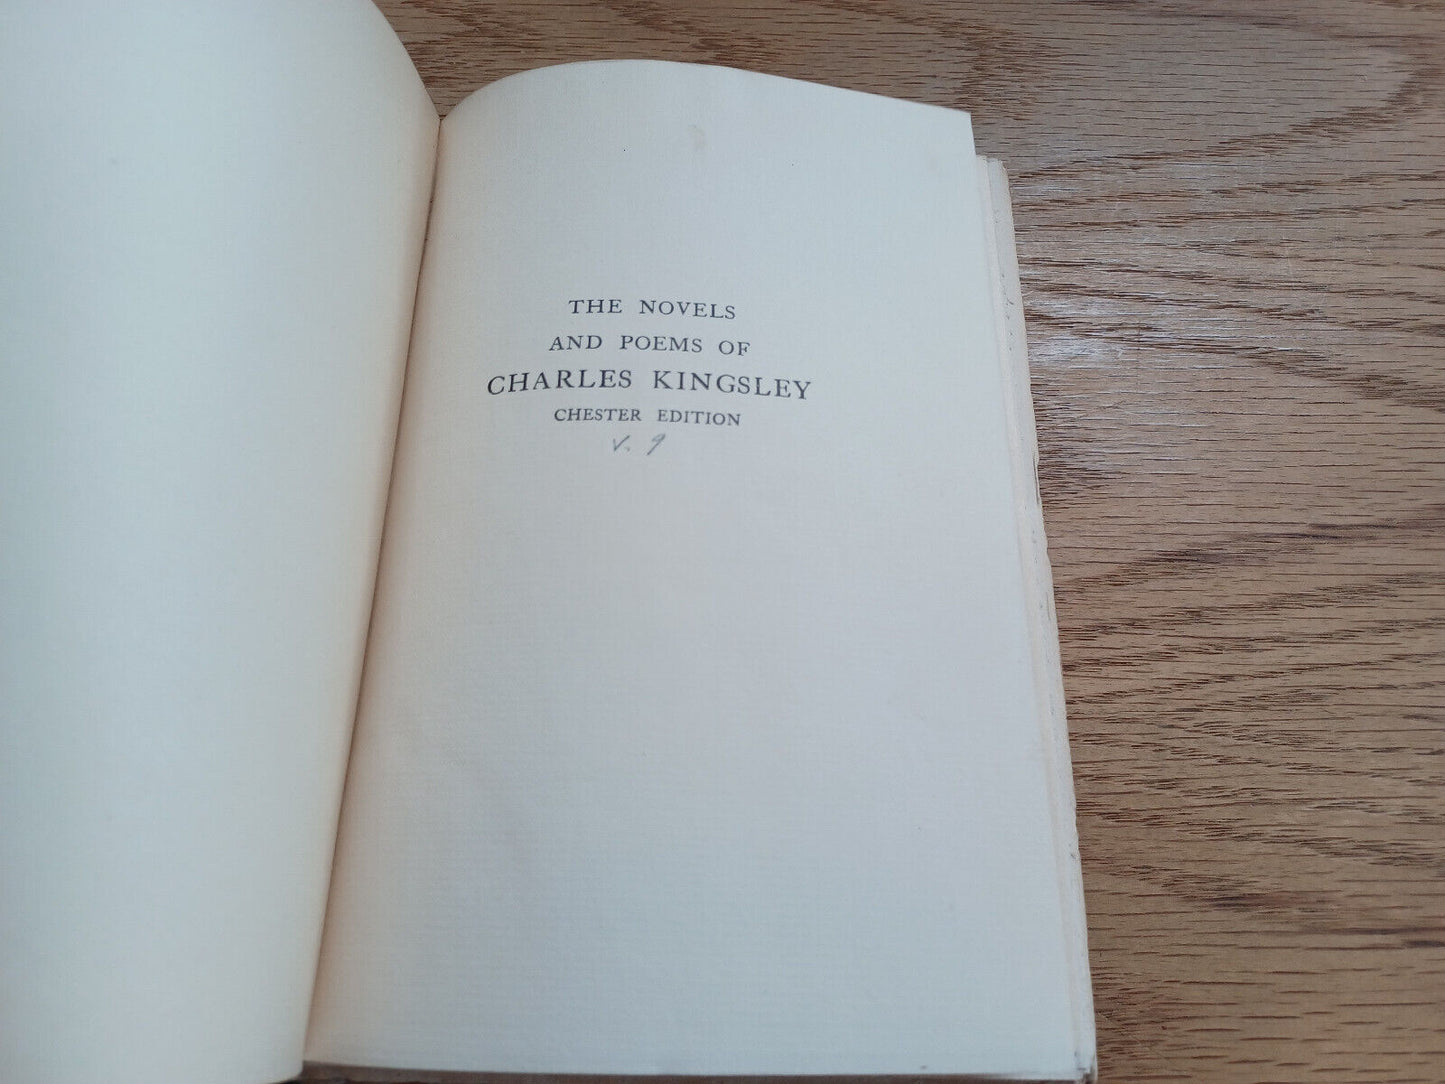 THE NOVELS
AND POEMS OF
CHARLES KINGSLEY
CHESTER EDITION
v. 9